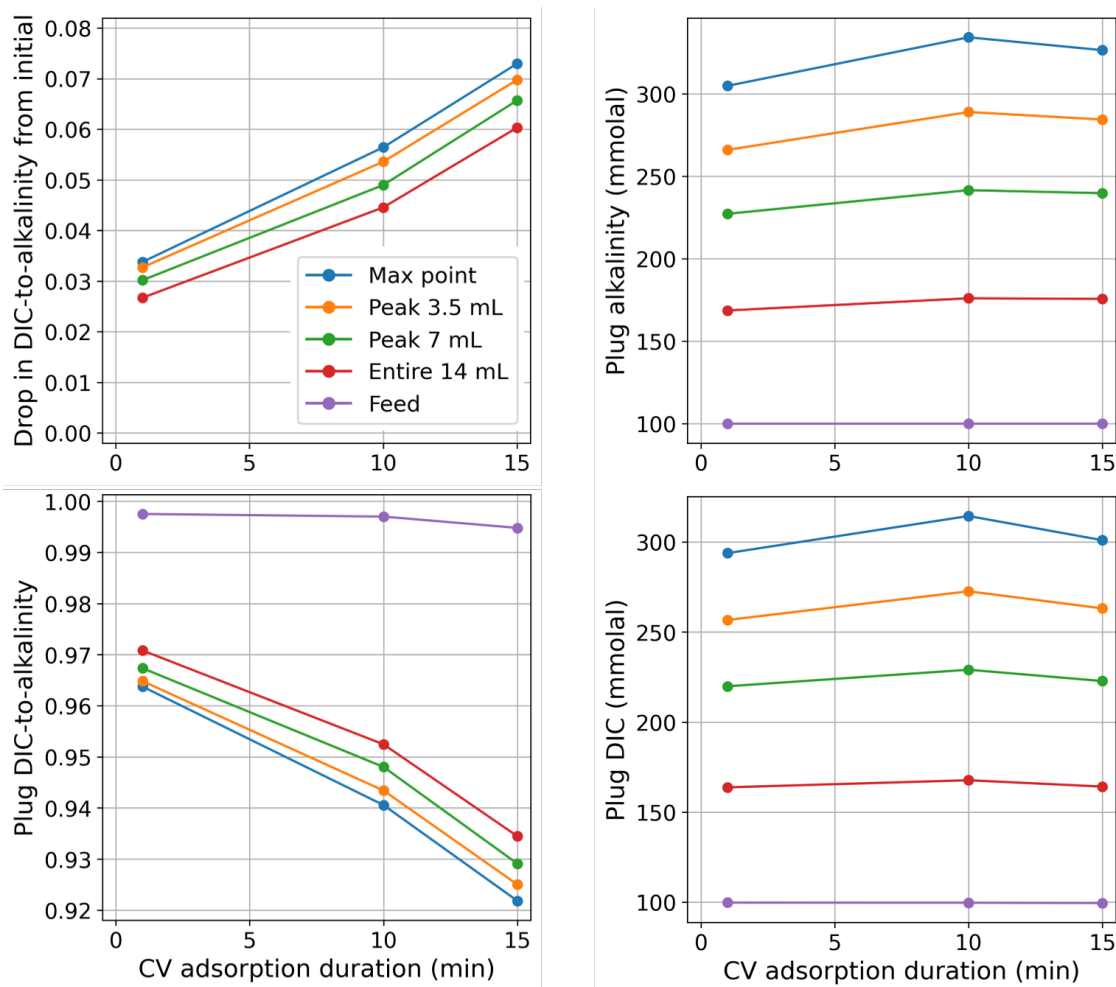 Drop in DIC-to-alkalinity from initial
0.08
0.07
0.06
0.05
0.04
0.03
0.02
0.01
0.00
0 5 10 15
Max point
Peak 3.5 mL
Peak 7 mL
Entire 14 mL
Feed
Plug alkalinity (mmolal)
300
250
200
150
100
0 5 10 15
Plug DIC-to-alkalinity
1.00
0.99
0.98
0.97
0.96
0.95
0.94
0.93
0.92
0 5 10 15
CV adsorption duration (min)
Plug DIC (mmolal)
300
250
200
150
100
0 5 10 15
CV adsorption duration (min)